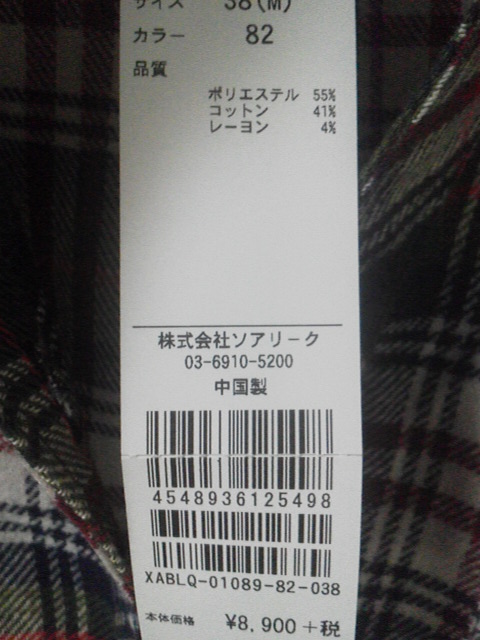 サイズ 38(M)
カラー 82
品質
ポリエステル 55%
コットン 41%
レーヨン 4%
株式会社ソアリーク
03-6910-5200
中国製
4548936125498
XABLQ-01089-82-038
本体価格 ¥8,900+税